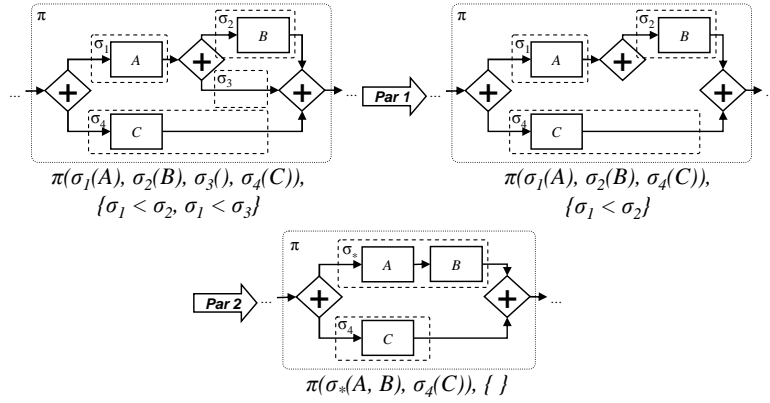 π
σ1
A
σ2
B
σ3
σ4
C
...
...
Par 1
π
σ1
A
σ2
B
σ4
C
...
...
π(σ1(A), σ2(B), σ3(), σ4(C)),
{σ1 < σ2, σ1 < σ3}
π(σ1(A), σ2(B), σ4(C)),
{σ1 < σ2}
Par 2
π
σ*
A
B
σ4
C
...
...
π(σ*(A, B), σ4(C)), { }